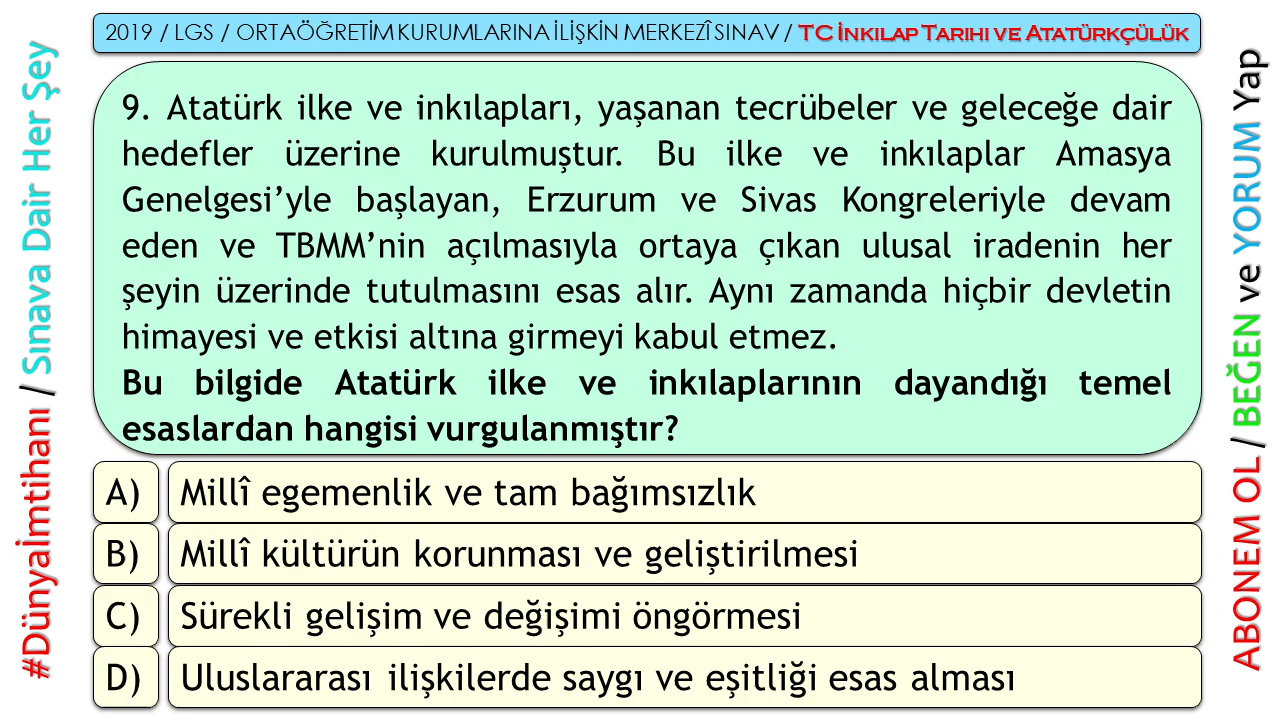 2019 / LGS / ORTAÖĞRETİM KURUMLARINA İLİŞKİN MERKEZÎ SINAV / TC İNKILAP TARIHI VE ATATÜRKÇÜLÜK
#Dünyaİmtihanı / Sınava Dair Her Şey
9. Atatürk ilke ve inkılapları, yaşanan tecrübeler ve geleceğe dair
hedefler üzerine kurulmuştur. Bu ilke ve inkılaplar Amasya
Genelgesi’yle başlayan, Erzurum ve Sivas Kongreleriyle devam
eden ve TBMM’nin açılmasıyla ortaya çıkan ulusal iradenin her
şeyin üzerinde tutulmasını esas alır. Aynı zamanda hiçbir devletin
himayesi ve etkisi altına girmeyi kabul etmez.
Bu bilgide Atatürk ilke ve inkılaplarının dayandığı temel
esaslardan hangisi vurgulanmıştır?
A) Millî egemenlik ve tam bağımsızlık
B) Millî kültürün korunması ve geliştirilmesi
C) Sürekli gelişim ve değişimi öngörmesi
D) Uluslararası ilişkilerde saygı ve eşitliği esas alması
ABONEM OL / BEĞEN ve YORUM Yap